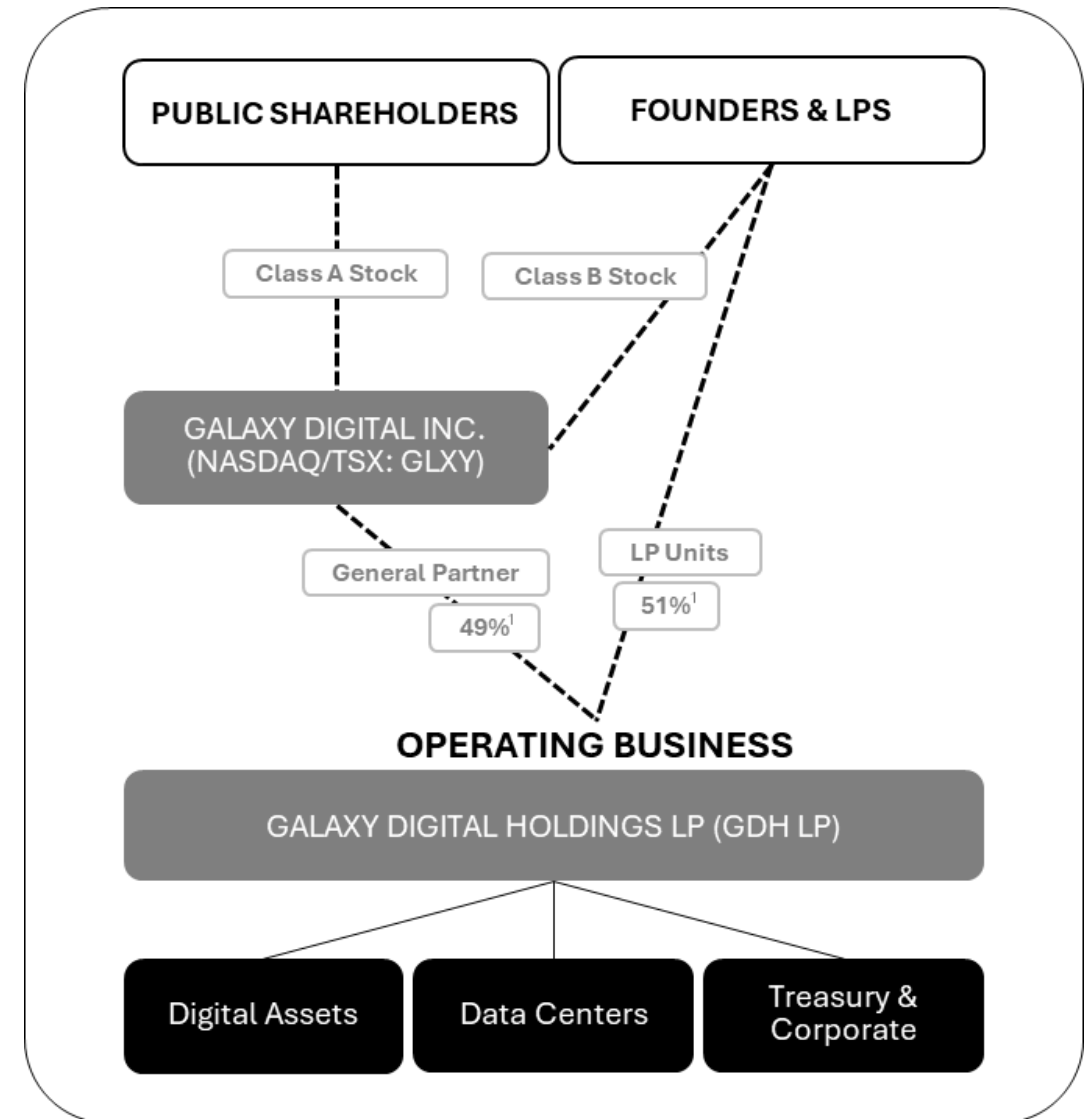 PUBLIC SHAREHOLDERS
FOUNDERS & LPS
Class A Stock
Class B Stock
GALAXY DIGITAL INC.
(NASDAQ/TSX: GLXY)
General Partner
49%¹
LP Units
51%¹
OPERATING BUSINESS
GALAXY DIGITAL HOLDINGS LP (GDH LP)
Digital Assets
Data Centers
Treasury &
Corporate